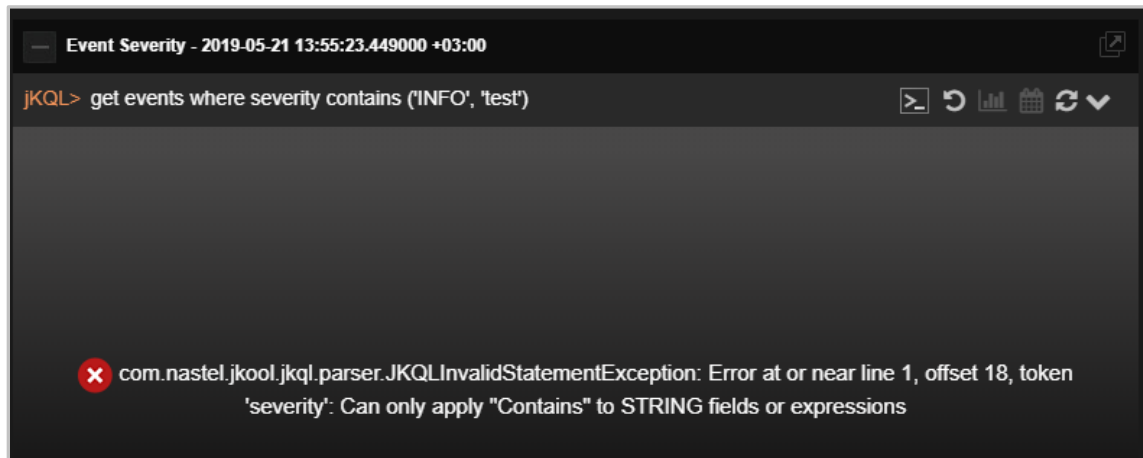 Event Severity - 2019-05-21 13:55:23.449000 +03:00
jKQL> get events where severity contains ('INFO', 'test')
com.nastel.jkool.jkql.parser.JKQLInvalidStatementException: Error at or near line 1, offset 18, token
'severity': Can only apply "Contains" to STRING fields or expressions